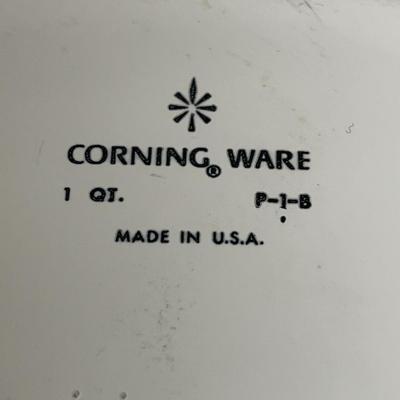 CORNING® WARE
1 QT. P-1-B
MADE IN U.S.A.